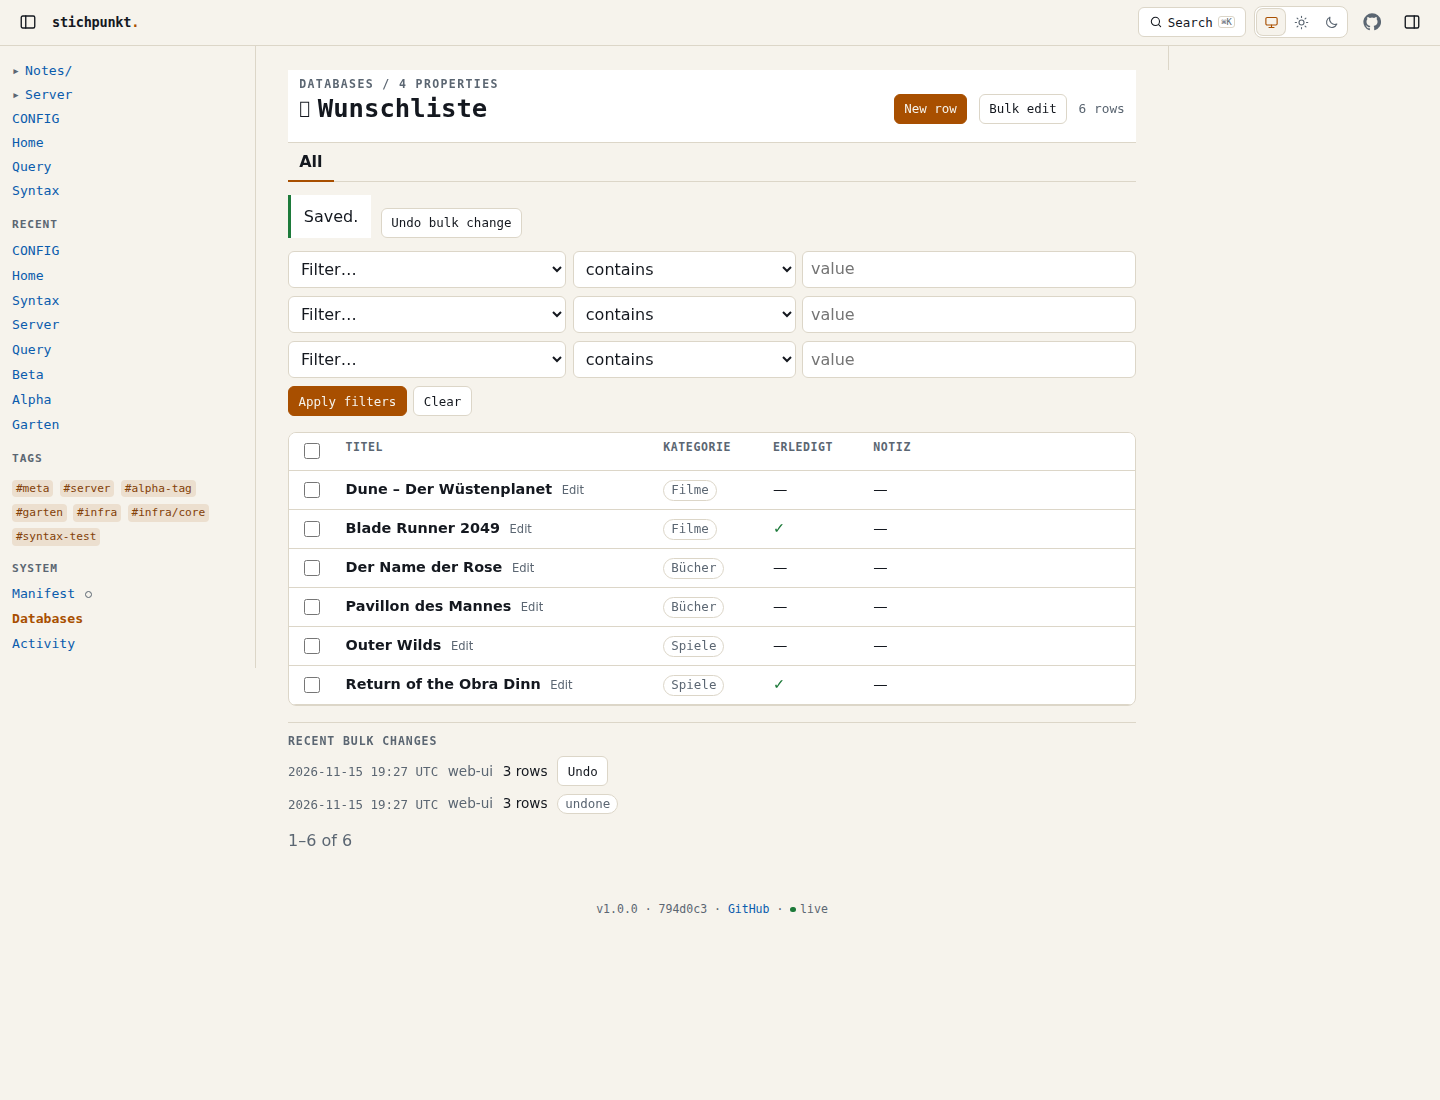 stichpunkt.
Search ⌘K
▸ Notes/
▸ Server
CONFIG
Home
Query
Syntax
RECENT
CONFIG
Home
Syntax
Server
Query
Beta
Alpha
Garten
TAGS
#meta #server #alpha-tag
#garten #infra #infra/core
#syntax-test
SYSTEM
Manifest
Databases
Activity
DATABASES / 4 PROPERTIES
Wunschliste
New row Bulk edit 6 rows
All
Saved. Undo bulk change
Filter… contains value
Filter… contains value
Filter… contains value
Apply filters Clear
TITEL KATEGORIE ERLEDIGT NOTIZ
Dune – Der Wüstenplanet Edit Filme — —
Blade Runner 2049 Edit Filme ✓ —
Der Name der Rose Edit Bücher — —
Pavillon des Mannes Edit Bücher — —
Outer Wilds Edit Spiele — —
Return of the Obra Dinn Edit Spiele ✓ —
RECENT BULK CHANGES
2026-11-15 19:27 UTC web-ui 3 rows Undo
2026-11-15 19:27 UTC web-ui 3 rows undone
1–6 of 6
v1.0.0 · 794d0c3 · GitHub · live